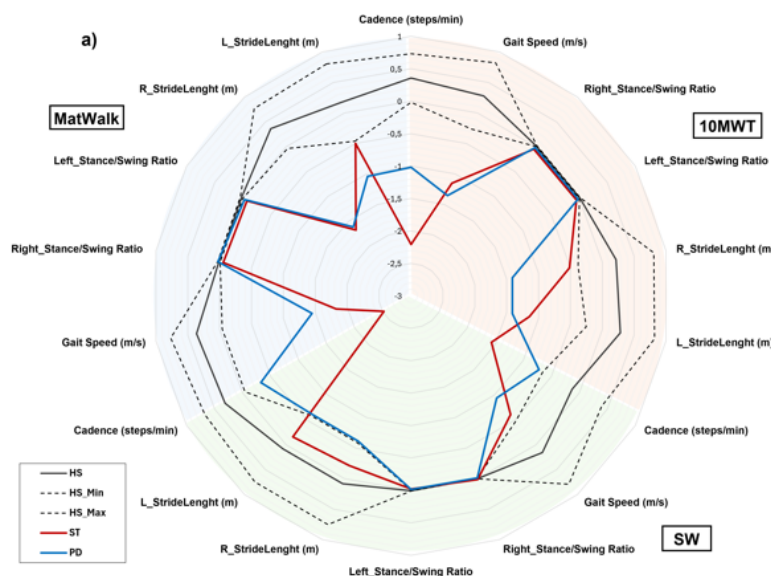 a)
Cadence (steps/min)
Gait Speed (m/s)
Right_Stance/Swing Ratio
10MWT
Left_Stance/Swing Ratio
R_StrideLenght (m
L_StrideLenght (m)
Cadence (steps/min)
Gait Speed (m/s)
SW
Right_Stance/Swing Ratio
Left_Stance/Swing Ratio
R_StrideLenght (m)
L_StrideLenght (m)
Cadence (steps/min)
Gait Speed (m/s)
Right_Stance/Swing Ratio
Left_Stance/Swing Ratio
MatWalk
R_StrideLenght (m)
L_StrideLenght (m)
1
0,5
0
-0,5
-1
-1,5
-2
-2,5
-3
HS
HS_Min
HS_Max
ST
PD